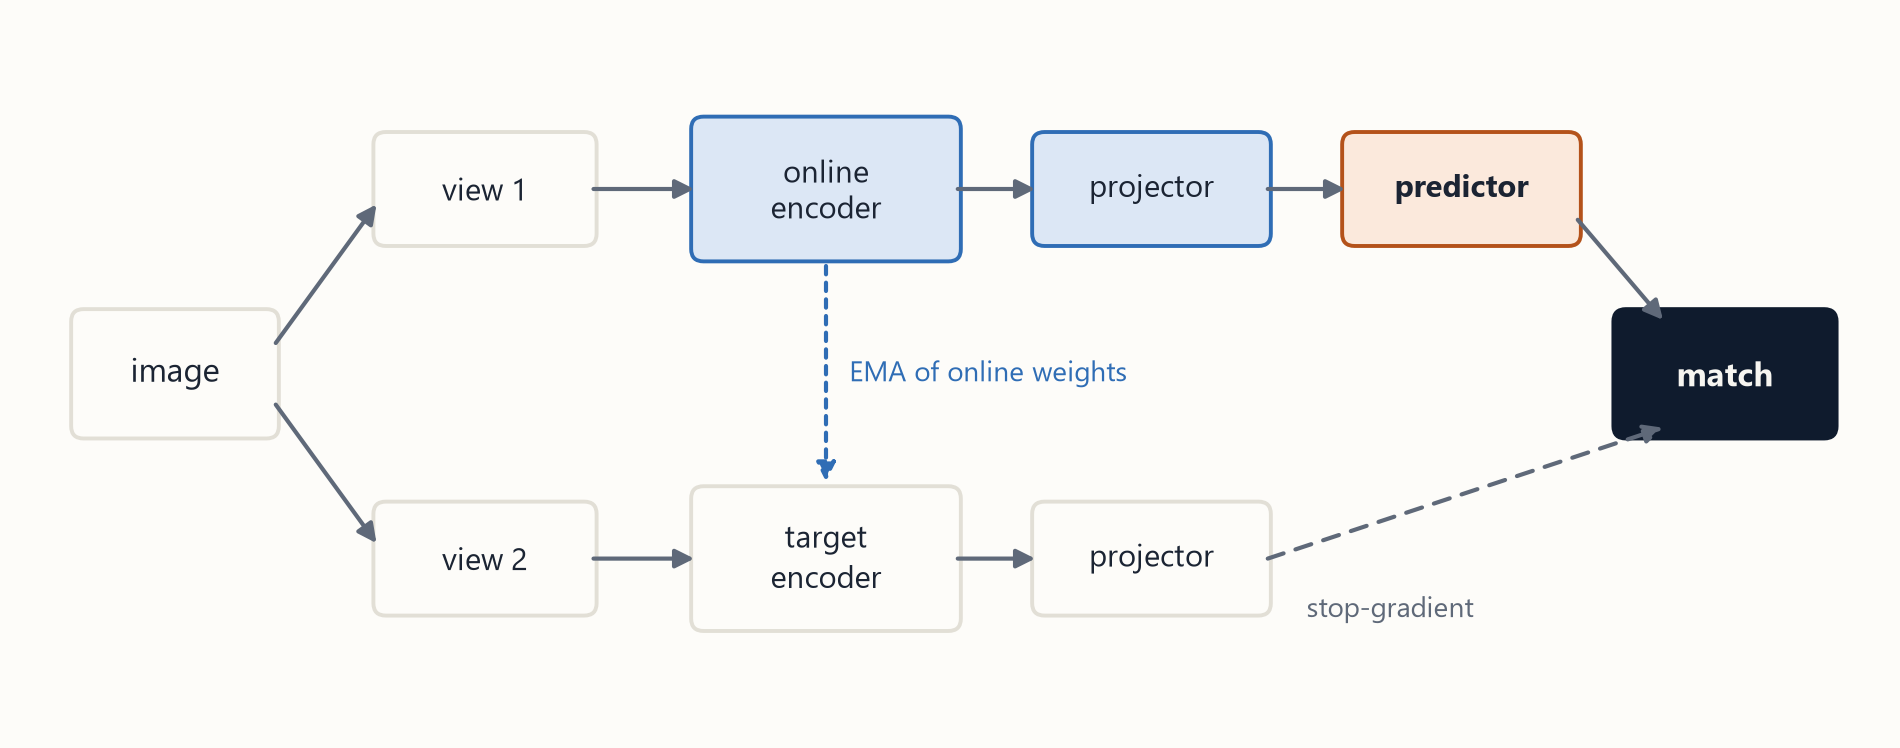 view 1
online
encoder
projector
predictor
image
EMA of online weights
match
view 2
target
encoder
projector
stop-gradient